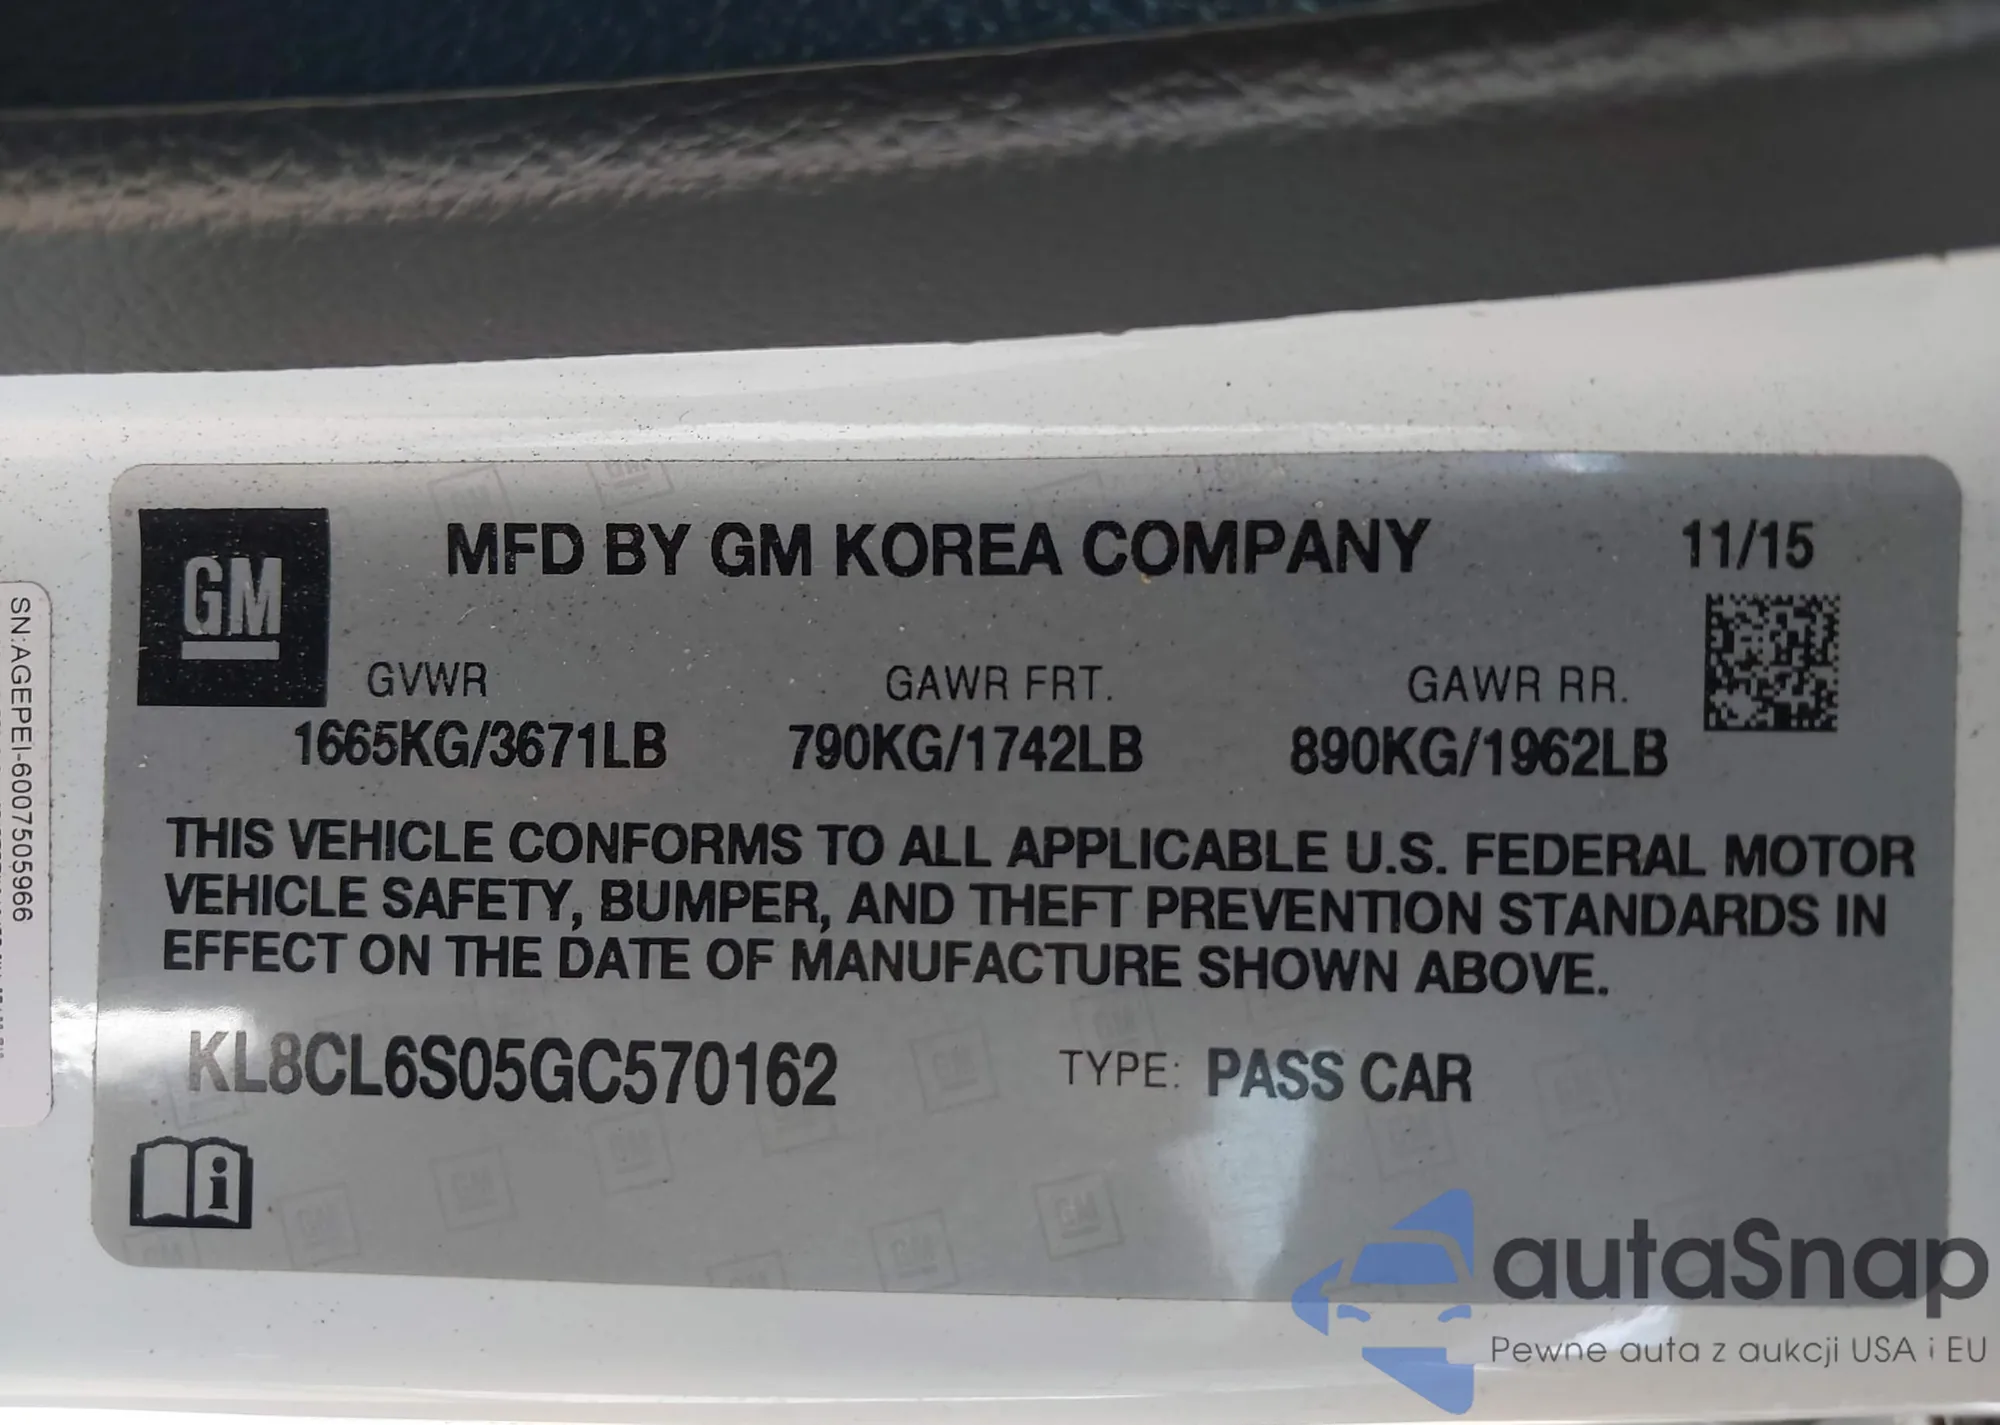 MFD BY GM KOREA COMPANY 11/15
GM
GVWR GAWR FRT. GAWR RR.
1665KG/3671LB 790KG/1742LB 890KG/1962LB
THIS VEHICLE CONFORMS TO ALL APPLICABLE U.S. FEDERAL MOTOR
VEHICLE SAFETY, BUMPER, AND THEFT PREVENTION STANDARDS IN
EFFECT ON THE DATE OF MANUFACTURE SHOWN ABOVE.
KL8CL6S05GC570162 TYPE: PASS CAR
SN:AGEPEI-6007505966
autaSnap
Pewne auta z aukcji USA i EU